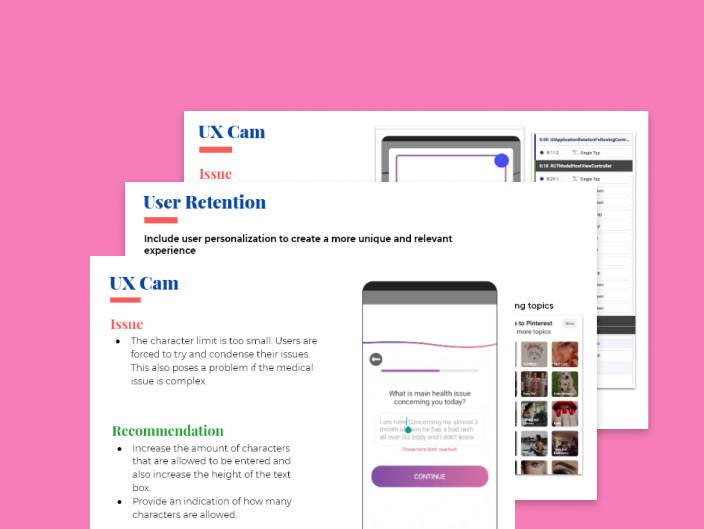 UX Cam
Issue
0:00 UIApplicationRotationFollowingContr...
0:11:2
Single Tap
0:18 RCTModalHostViewController
0:25:1
Single Tap
User Retention
Include user personalization to create a more unique and relevant
experience
ng topics
e to Pinterest
Next
more topics
UX Cam
Issue
● The character limit is too small. Users are
forced to try and condense their issues.
This also poses a problem if the medical
issue is complex.
Recommendation
● Increase the amount of characters
that are allowed to be entered and
also increase the height of the text
box.
● Provide an indication of how many
characters are allowed.
What is main health issue
concerning you today?
I am here Concerning my almost 3
month old son he has a bad rash
all over his body and I don't know
Characters limit reached
CONTINUE